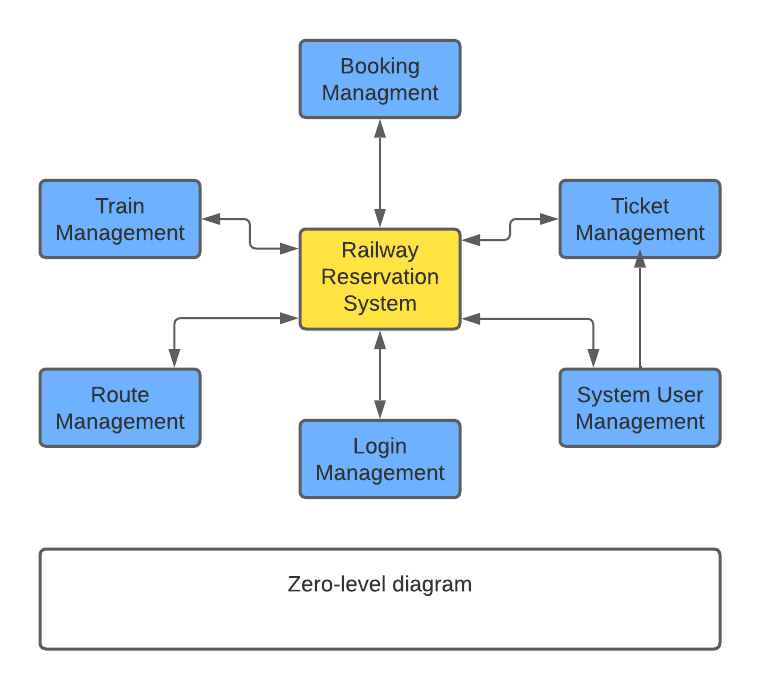 Booking
Managment
Train
Management
Ticket
Management
Railway
Reservation
System
Route
Management
System User
Management
Login
Management
Zero-level diagram